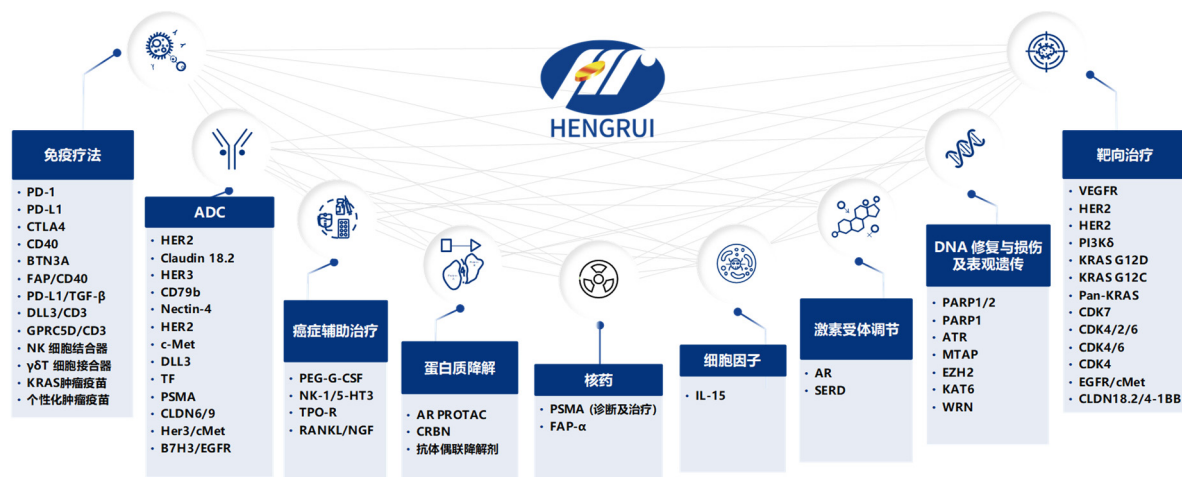 HENGRUI
免疫疗法
PD-1
PD-L1
CTLA4
CD40
BTN3A
FAP/CD40
PD-L1/TGF-β
DLL3/CD3
GPRC5D/CD3
NK 细胞结合器
γδT 细胞接合器
KRAS肿瘤疫苗
个性化肿瘤疫苗
ADC
HER2
Claudin 18.2
HER3
CD79b
Nectin-4
HER2
c-Met
DLL3
TF
PSMA
CLDN6/9
Her3/cMet
B7H3/EGFR
癌症辅助治疗
PEG-G-CSF
NK-1/5-HT3
TPO-R
RANKL/NGF
蛋白质降解
AR PROTAC
CRBN
抗体偶联降解剂
核药
PSMA (诊断及治疗)
FAP-α
细胞因子
IL-15
激素受体调节
AR
SERD
DNA 修复与损伤
及表观遗传
PARP1/2
PARP1
ATR
MTAP
EZH2
KAT6
WRN
靶向治疗
VEGFR
HER2
HER2
PI3Kδ
KRAS G12D
KRAS G12C
Pan-KRAS
CDK7
CDK4/2/6
CDK4/6
CDK4
EGFR/cMet
CLDN18.2/4-1BB